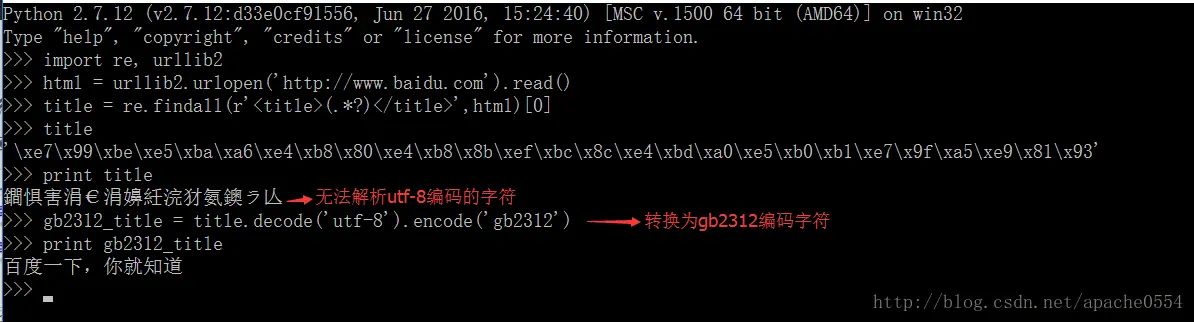 Python 2.7.12 (v2.7.12:d33e0cf91556, Jun 27 2016, 15:24:40) [MSC v.1500 64 bit (AMD64)] on win32
Type "help", "copyright", "credits" or "license" for more information.
>>> import re, urllib2
>>> html = urllib2.urlopen('http://www.baidu.com').read()
>>> title = re.findall(r'<title>(.*?)</title>',html)[0]
>>> title
'\xe7\x99\xbe\xe5\xba\xa6\xe4\xb8\x80\xe4\xb8\x8b\xef\xbc\x8c\xe4\xbd\xa0\xe5\xb0\xb1\xe7\x9f\xa5\xe9\x81\x93'
>>> print title
鐧惧害涓€涓嬶紝浣犲氨鐭ラ亾 无法解析utf-8编码的字符
>>> gb2312_title = title.decode('utf-8').encode('gb2312') 转换为gb2312编码字符
>>> print gb2312_title
百度一下，你就知道
>>>
http://blog.csdn.net/apache0554